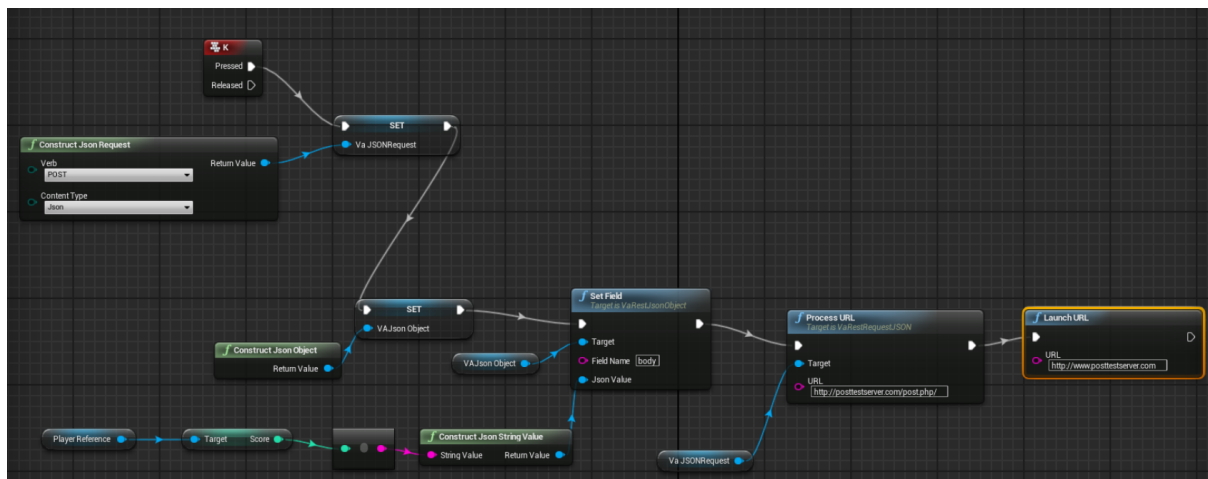 K
Pressed
Released
SET
Va JSONRequest
f Construct Json Request
Verb
Return Value
POST
Content Type
Json
SET
VAJson Object
f Construct Json Object
Return Value
VAJson Object
f Set Field
Target is VaRestJsonObject
Target
Field Name body
Json Value
f Process URL
Target is VaRestRequestJSON
Target
URL
http://posttestserver.com/post.php/
f Launch URL
URL
http://www.posttestserver.com
Player Reference
Target Score
f Construct Json String Value
String Value Return Value
Va JSONRequest